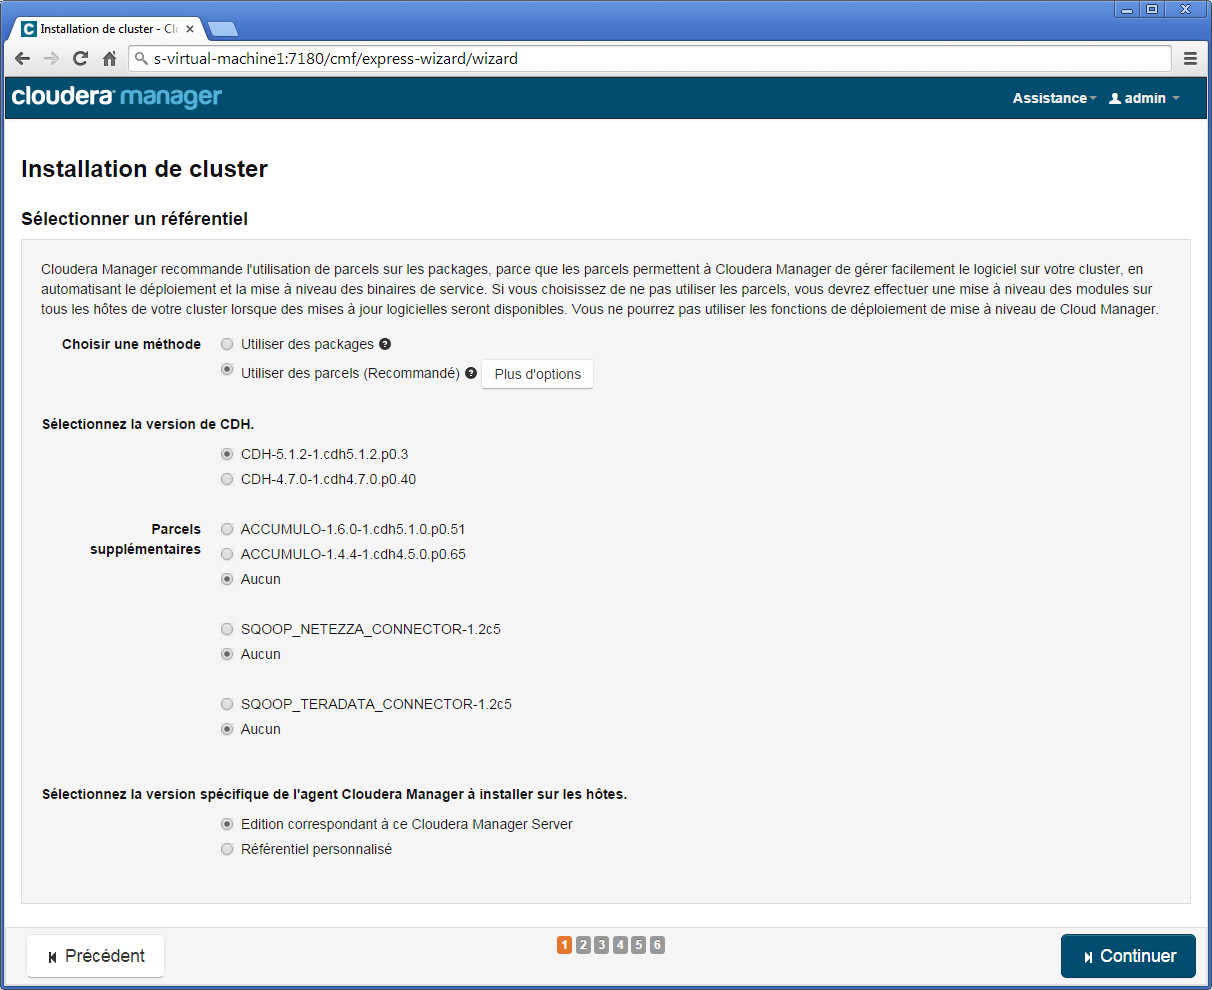 Installation de cluster - Clo
s-virtual-machine1:7180/cmf/express-wizard/wizard
cloudera manager
Assistance
admin
Installation de cluster
Sélectionner un référentiel
Cloudera Manager recommande l'utilisation de parcels sur les packages, parce que les parcels permettent à Cloudera Manager de gérer facilement le logiciel sur votre cluster, en
automatisant le déploiement et la mise à niveau des binaires de service. Si vous choisissez de ne pas utiliser les parcels, vous devrez effectuer une mise à niveau des modules sur
tous les hôtes de votre cluster lorsque des mises à jour logicielles seront disponibles. Vous ne pourrez pas utiliser les fonctions de déploiement de mise à niveau de Cloud Manager.
Choisir une méthode
Utiliser des packages
Utiliser des parcels (Recommandé)
Plus d'options
Sélectionnez la version de CDH.
CDH-5.1.2-1.cdh5.1.2.p0.3
CDH-4.7.0-1.cdh4.7.0.p0.40
Parcels
supplémentaires
ACCUMULO-1.6.0-1.cdh5.1.0.p0.51
ACCUMULO-1.4.4-1.cdh4.5.0.p0.65
Aucun
SQOOP_NETEZZA_CONNECTOR-1.2c5
Aucun
SQOOP_TERADATA_CONNECTOR-1.2c5
Aucun
Sélectionnez la version spécifique de l'agent Cloudera Manager à installer sur les hôtes.
Edition correspondant à ce Cloudera Manager Server
Référentiel personnalisé
Précédent
1 2 3 4 5 6
Continuer